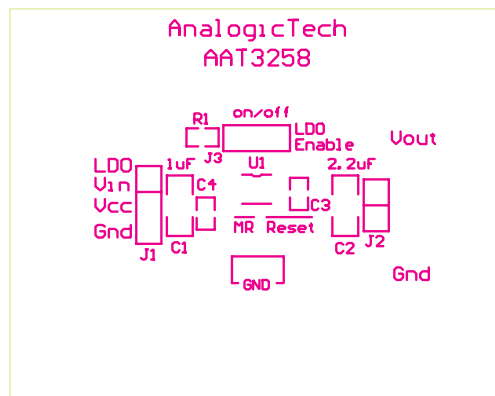 AnalogicTech
AAT3258
on/off
R1
LDO
Enable
Vout
J3
U1
LDO
1uF
2.2uF
Vin
C4
Vcc
C3
Gnd
MR Reset
J1
C1
C2
J2
Gnd
GND